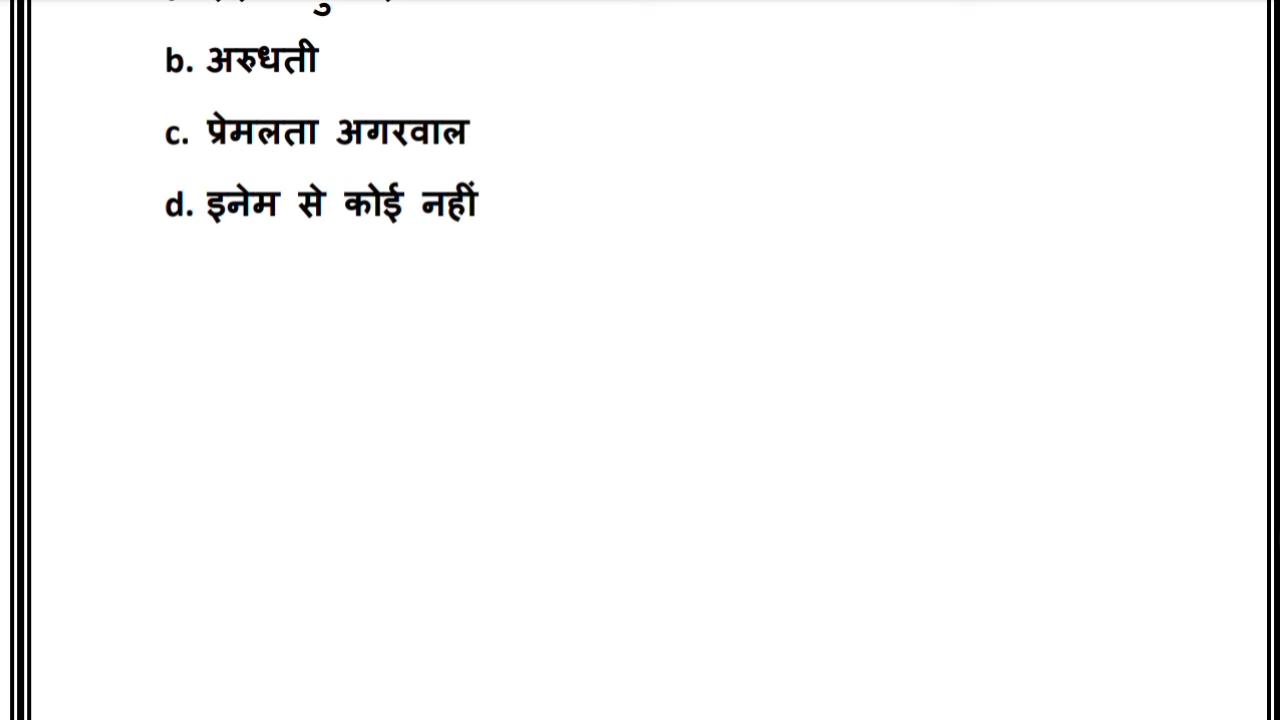 b. अरुधती
c. प्रेमलता अगरवाल
d. इनेम से कोई नहीं